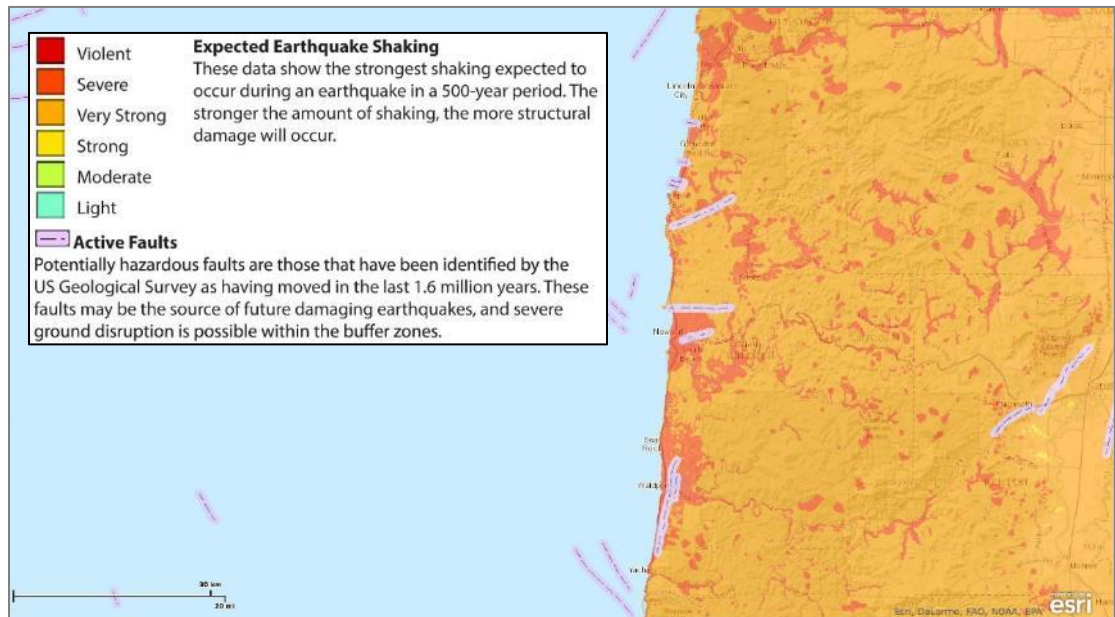 Violent
Severe
Very Strong
Strong
Moderate
Light
Expected Earthquake Shaking
These data show the strongest shaking expected to
occur during an earthquake in a 500-year period. The
stronger the amount of shaking, the more structural
damage will occur.
Active Faults
Potentially hazardous faults are those that have been identified by the
US Geological Survey as having moved in the last 1.6 million years. These
faults may be the source of future damaging earthquakes, and severe
ground disruption is possible within the buffer zones.
Lincoln
City
Waldport
30 km
20 mi
Esri, DeLorme, FAO, NOAA, EPA
esri